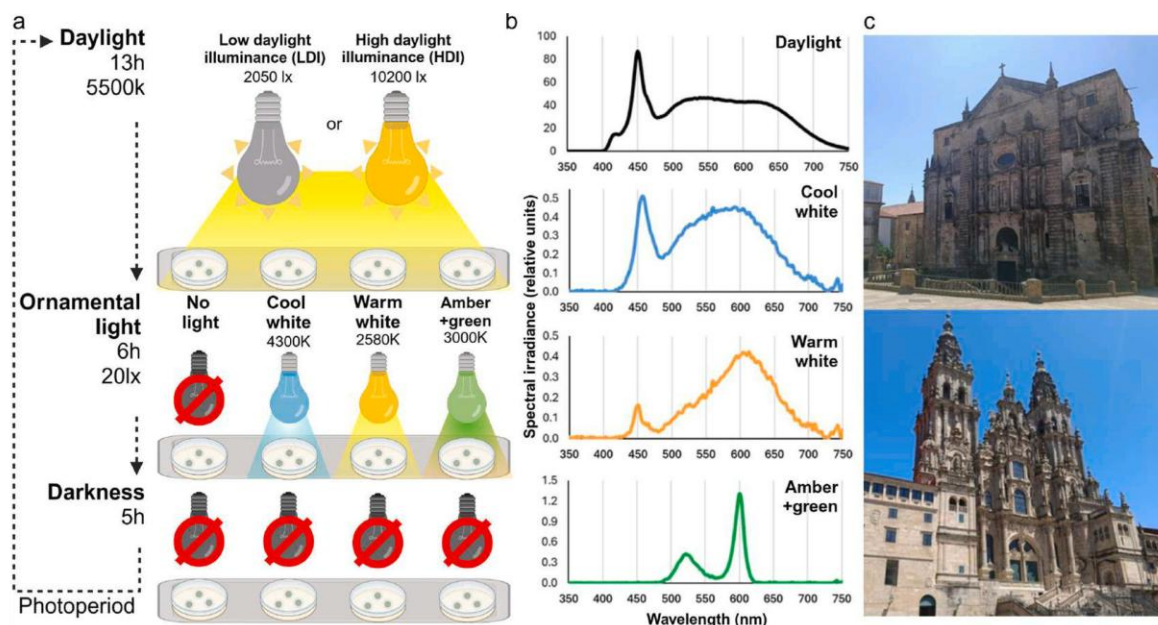 a
Daylight
13h
5500k
Low daylight
illuminance (LDI)
2050 lx
or
High daylight
illuminance (HDI)
10200 lx
Ornamental
light
6h
20lx
No
light
Cool
white
4300K
Warm
white
2580K
Amber
+green
3000K
Darkness
5h
Photoperiod
b
Spectral irradiance (relative units)
Daylight
100
80
60
40
20
0
350 400 450 500 550 600 650 700 750
Cool
white
0.5
0.4
0.3
0.2
0.1
0.0
350 400 450 500 550 600 650 700 750
Warm
white
0.5
0.4
0.3
0.2
0.1
0.0
350 400 450 500 550 600 650 700 750
Amber
+green
1.5
1.2
0.9
0.6
0.3
0.0
350 400 450 500 550 600 650 700 750
Wavelength (nm)
c